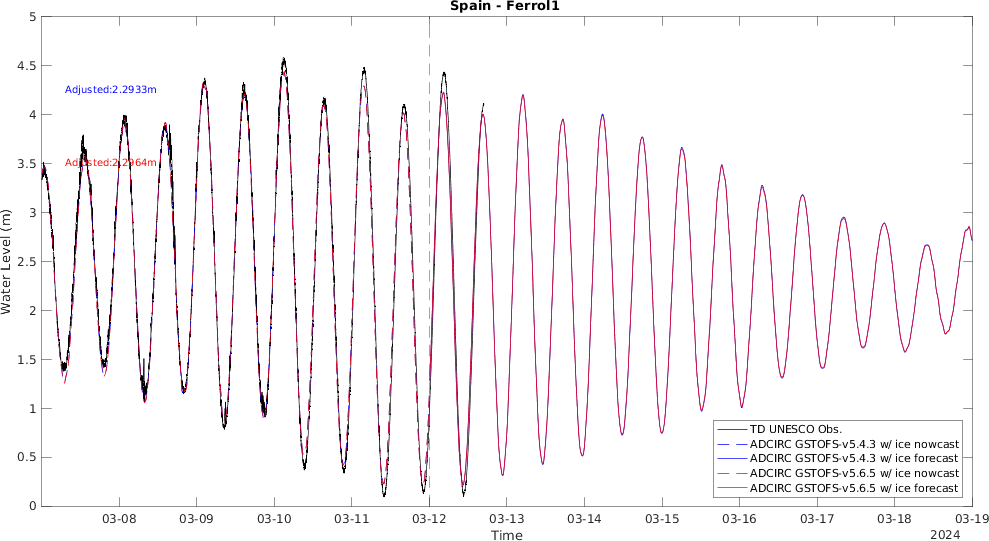 Spain - Ferrol1
5
4.5
4
3.5
3
2.5
2
1.5
1
0.5
0
Water Level (m)
Adjusted:2.2933m
Adjusted:2.2964m
TD UNESCO Obs.
ADCIRC GSTOFS-v5.4.3 w/ ice nowcast
ADCIRC GSTOFS-v5.4.3 w/ ice forecast
ADCIRC GSTOFS-v5.6.5 w/ ice nowcast
ADCIRC GSTOFS-v5.6.5 w/ ice forecast
03-08 03-09 03-10 03-11 03-12 03-13 03-14 03-15 03-16 03-17 03-18 03-19
Time
2024